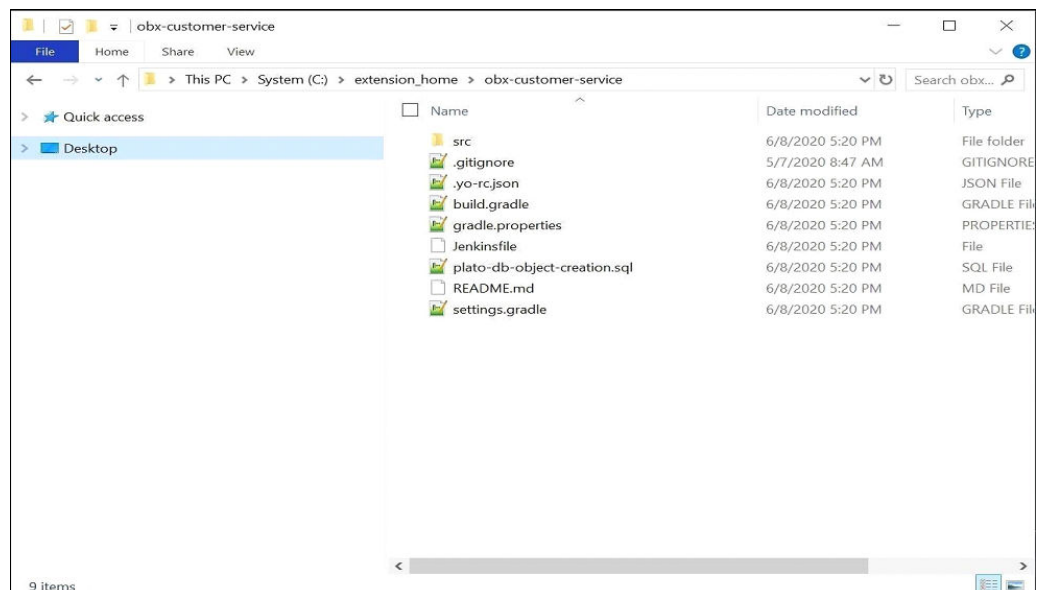 obx-customer-service
File Home Share View
This PC > System (C:) > extension_home > obx-customer-service Search obx...
Quick access
Desktop
Name Date modified Type
src 6/8/2020 5:20 PM File folder
.gitignore 5/7/2020 8:47 AM GITIGNORE
.yo-rc.json 6/8/2020 5:20 PM JSON File
build.gradle 6/8/2020 5:20 PM GRADLE File
gradle.properties 6/8/2020 5:20 PM PROPERTIES
Jenkinsfile 6/8/2020 5:20 PM File
plato-db-object-creation.sql 6/8/2020 5:20 PM SQL File
README.md 6/8/2020 5:20 PM MD File
settings.gradle 6/8/2020 5:20 PM GRADLE File
9 items